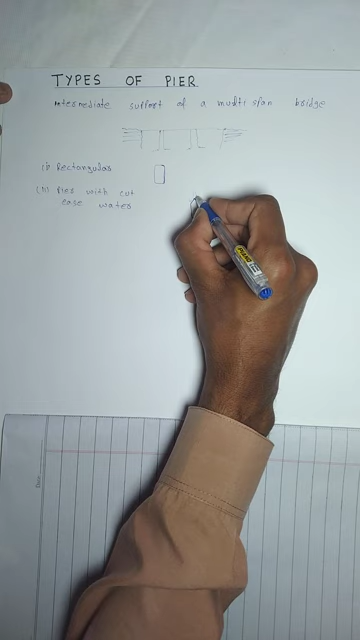 TYPES OF PIER
Intermediate support of a multi span bridge
(i) Rectangular
(ii) Pier with cut
ease water